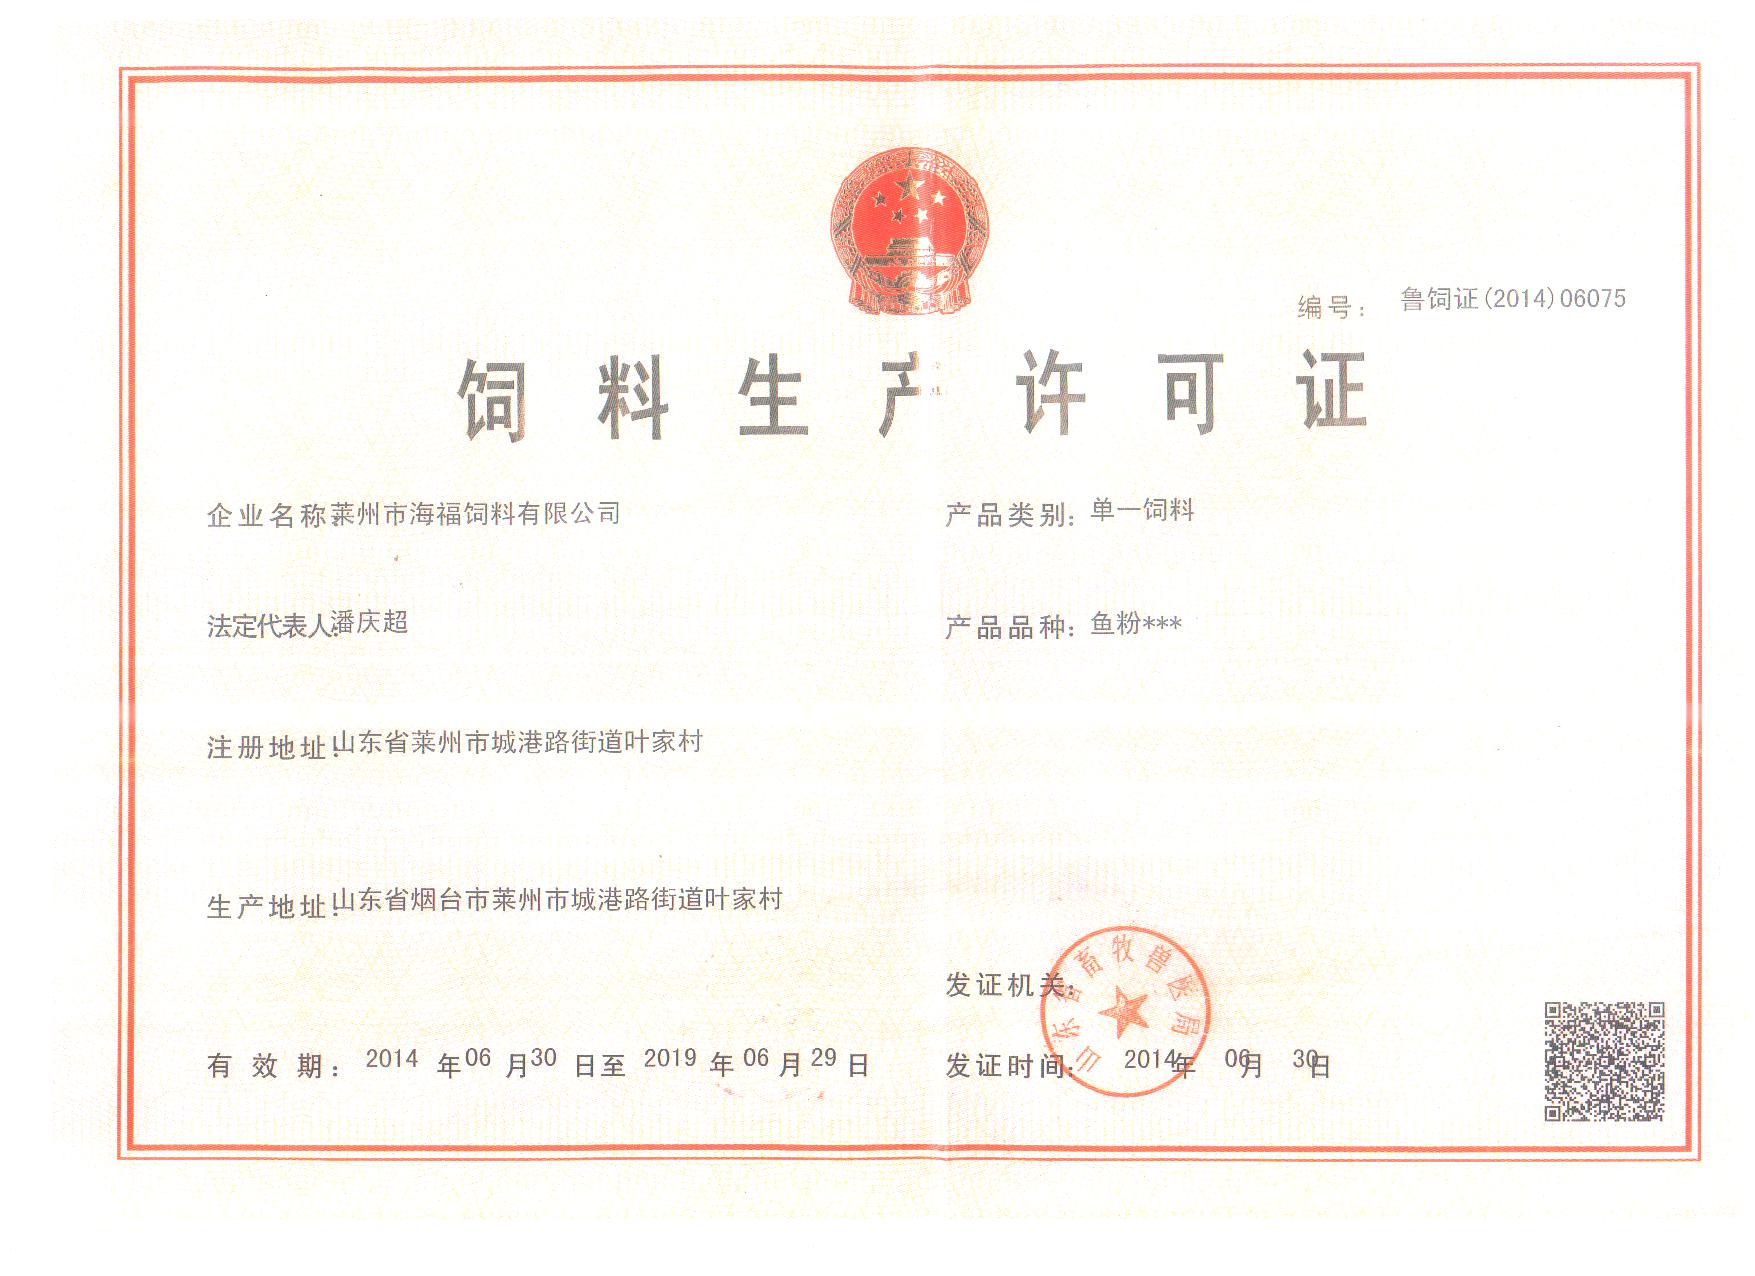 编号： 鲁饲证(2014)06075
饲料生产许可证
企业名称：莱州市海福饲料有限公司
产品类别：单一饲料
法定代表人：潘庆超
产品品种：鱼粉***
注册地址：山东省莱州市城港路街道叶家村
生产地址：山东省烟台市莱州市城港路街道叶家村
发证机关：
山东省畜牧兽医局
有效期：2014年06月30日至2019年06月29日
发证时间：2014年06月30日